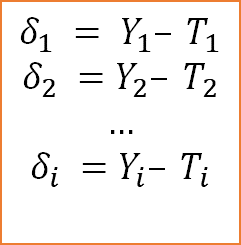 δ₁ = Y₁– T₁
δ₂ = Y₂– T₂
...
δᵢ = Yᵢ– Tᵢ